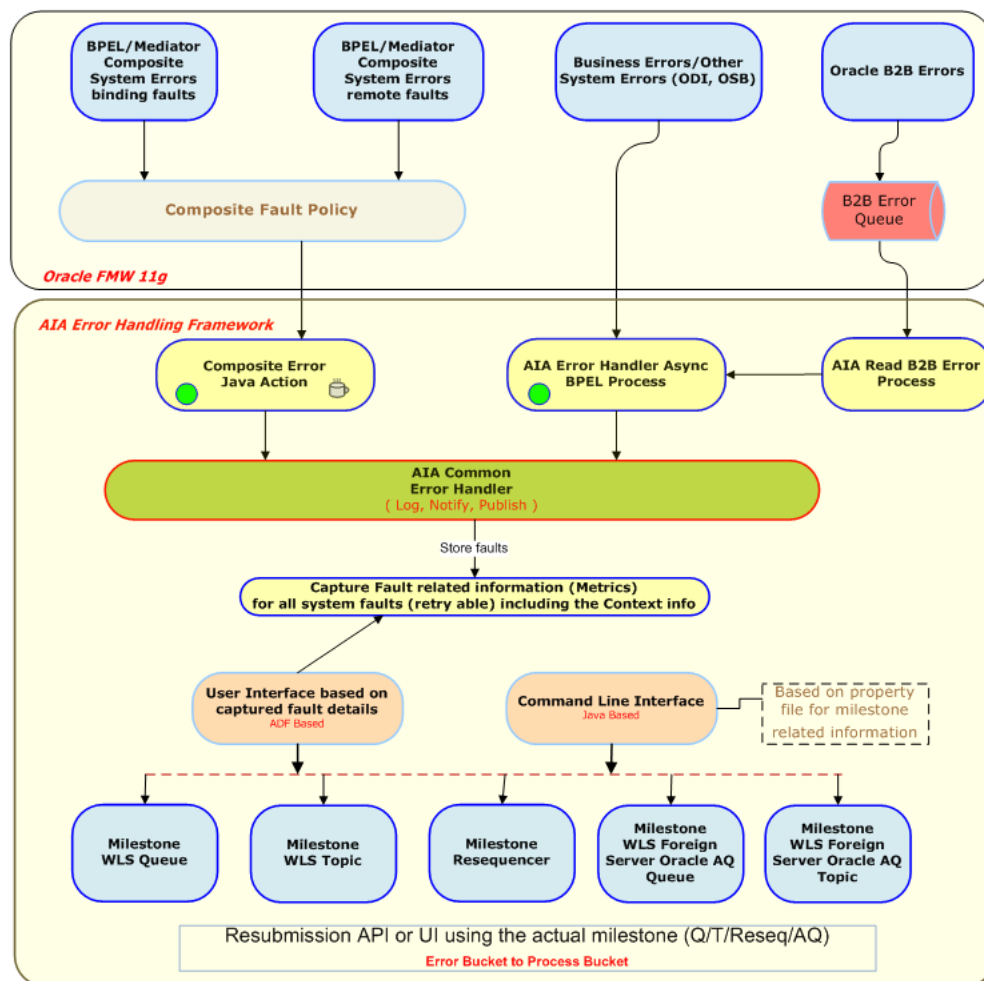 BPEL/Mediator
Composite
System Errors
binding faults
BPEL/Mediator
Composite
System Errors
remote faults
Business Errors/Other
System Errors (ODI, OSB)
Oracle B2B Errors
Composite Fault Policy
B2B Error
Queue
Oracle FMW 11g
AIA Error Handling Framework
Composite Error
Java Action
AIA Error Handler Async
BPEL Process
AIA Read B2B Error
Process
AIA Common
Error Handler
( Log, Notify, Publish )
Store faults
Capture Fault related information (Metrics)
for all system faults (retry able) including the Context info
User Interface based on
captured fault details
ADF Based
Command Line Interface
Java Based
Based on property
file for milestone
related information
Milestone
WLS Queue
Milestone
WLS Topic
Milestone
Resequencer
Milestone
WLS Foreign
Server Oracle AQ
Queue
Milestone
WLS Foreign
Server Oracle AQ
Topic
Resubmission API or UI using the actual milestone (Q/T/Reseq/AQ)
Error Bucket to Process Bucket